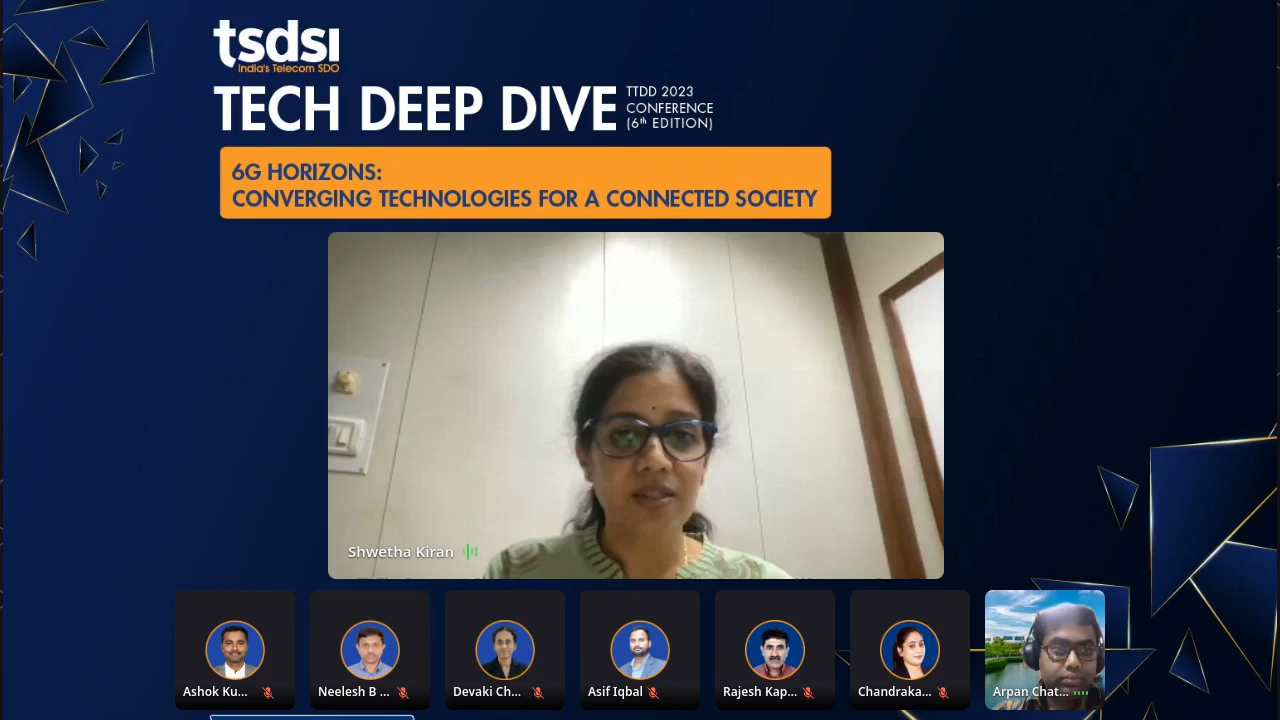 tsdsi
India's Telecom SDO
TECH DEEP DIVE
TTDD 2023
CONFERENCE
(6th EDITION)
6G HORIZONS:
CONVERGING TECHNOLOGIES FOR A CONNECTED SOCIETY
Shwetha Kiran
Ashok Ku...
Neelesh B ...
Devaki Ch...
Asif Iqbal
Rajesh Kap...
Chandraka...
Arpan Chat...